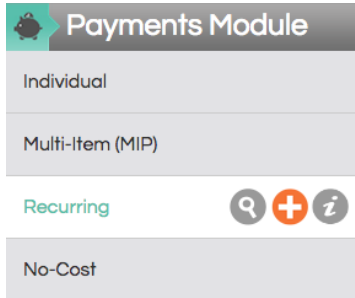 Payments Module
Individual
Multi-Item (MIP)
Recurring
No-Cost